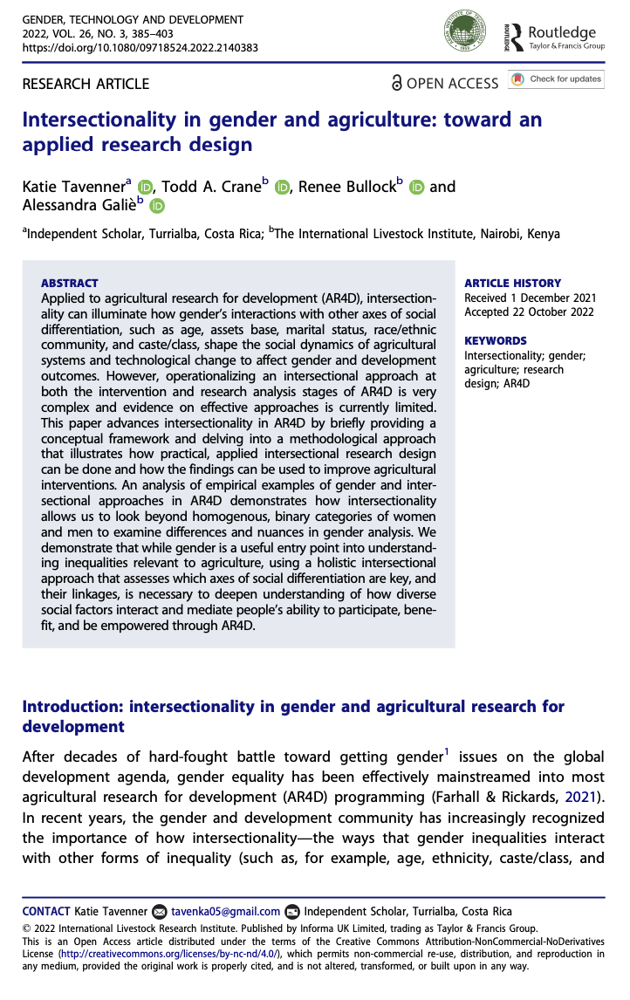 GENDER, TECHNOLOGY AND DEVELOPMENT
2022, VOL. 26, NO. 3, 385–403
https://doi.org/10.1080/09718524.2022.2140383
ROUTLEDGE
Routledge
Taylor & Francis Group
RESEARCH ARTICLE
OPEN ACCESS
Check for updates
Intersectionality in gender and agriculture: toward an
applied research design
Katie Tavennerᵃ iD, Todd A. Craneᵇ iD, Renee Bullockᵇ iD and
Alessandra Galièᵇ iD
ᵃIndependent Scholar, Turrialba, Costa Rica; ᵇThe International Livestock Institute, Nairobi, Kenya
ABSTRACT
Applied to agricultural research for development (AR4D), intersection-
ality can illuminate how gender's interactions with other axes of social
differentiation, such as age, assets base, marital status, race/ethnic
community, and caste/class, shape the social dynamics of agricultural
systems and technological change to affect gender and development
outcomes. However, operationalizing an intersectional approach at
both the intervention and research analysis stages of AR4D is very
complex and evidence on effective approaches is currently limited.
This paper advances intersectionality in AR4D by briefly providing a
conceptual framework and delving into a methodological approach
that illustrates how practical, applied intersectional research design
can be done and how the findings can be used to improve agricultural
interventions. An analysis of empirical examples of gender and inter-
sectional approaches in AR4D demonstrates how intersectionality
allows us to look beyond homogenous, binary categories of women
and men to examine differences and nuances in gender analysis. We
demonstrate that while gender is a useful entry point into understand-
ing inequalities relevant to agriculture, using a holistic intersectional
approach that assesses which axes of social differentiation are key, and
their linkages, is necessary to deepen understanding of how diverse
social factors interact and mediate people's ability to participate, bene-
fit, and be empowered through AR4D.
ARTICLE HISTORY
Received 1 December 2021
Accepted 22 October 2022
KEYWORDS
Intersectionality; gender;
agriculture; research
design; AR4D
Introduction: intersectionality in gender and agricultural research for
development
After decades of hard-fought battle toward getting gender¹ issues on the global
development agenda, gender equality has been effectively mainstreamed into most
agricultural research for development (AR4D) programming (Farhall & Rickards, 2021).
In recent years, the gender and development community has increasingly recognized
the importance of how intersectionality—the ways that gender inequalities interact
with other forms of inequality (such as, for example, age, ethnicity, caste/class, and
CONTACT Katie Tavenner tavenka05@gmail.com Independent Scholar, Turrialba, Costa Rica
© 2022 International Livestock Research Institute. Published by Informa UK Limited, trading as Taylor & Francis Group.
This is an Open Access article distributed under the terms of the Creative Commons Attribution-NonCommercial-NoDerivatives
License (http://creativecommons.org/licenses/by-nc-nd/4.0/), which permits non-commercial re-use, distribution, and reproduction in
any medium, provided the original work is properly cited, and is not altered, transformed, or built upon in any way.